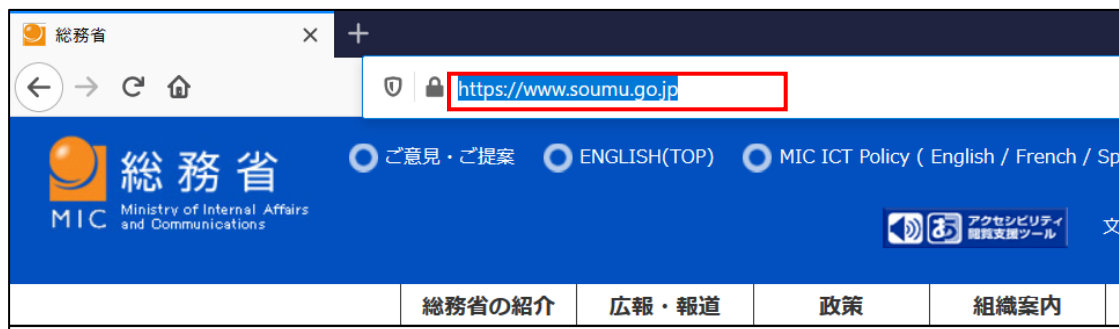 総務省
https://www.soumu.go.jp
総務省
MIC Ministry of Internal Affairs
and Communications
ご意見・ご提案 ENGLISH(TOP) MIC ICT Policy ( English / French / Sp
あ アクセシビリティ
閲覧支援ツール
文
総務省の紹介 広報・報道 政策 組織案内